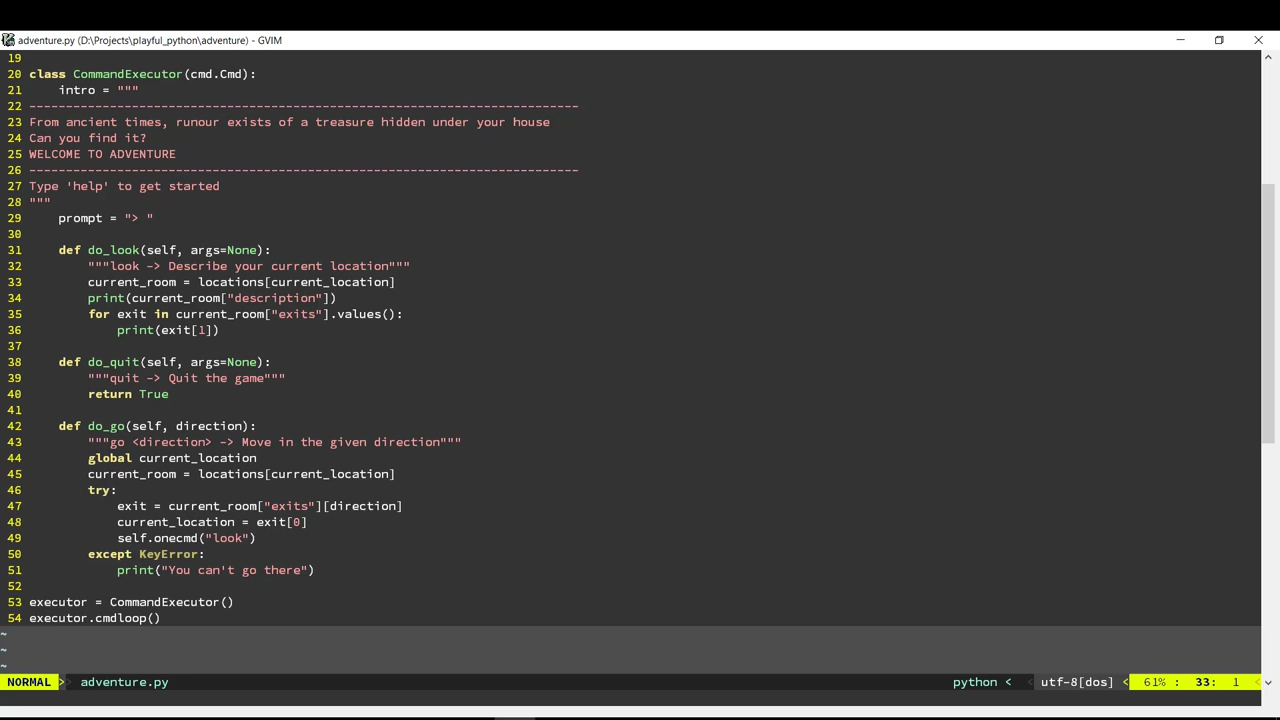 adventure.py (D:\Projects\playful_python\adventure) - GVIM
19
20 class CommandExecutor(cmd.Cmd):
21     intro = """
22 ---------------------------------------------------------------------------
23 From ancient times, runour exists of a treasure hidden under your house
24 Can you find it?
25 WELCOME TO ADVENTURE
26 ---------------------------------------------------------------------------
27 Type 'help' to get started
28 """
29     prompt = "> "
30
31     def do_look(self, args=None):
32         """look -> Describe your current location"""
33         current_room = locations[current_location]
34         print(current_room["description"])
35         for exit in current_room["exits"].values():
36             print(exit[1])
37
38     def do_quit(self, args=None):
39         """quit -> Quit the game"""
40         return True
41
42     def do_go(self, direction):
43         """go <direction> -> Move in the given direction"""
44         global current_location
45         current_room = locations[current_location]
46         try:
47             exit = current_room["exits"][direction]
48             current_location = exit[0]
49             self.onecmd("look")
50         except KeyError:
51             print("You can't go there")
52
53 executor = CommandExecutor()
54 executor.cmdloop()
~
~
~
NORMAL > adventure.py python < utf-8[dos] < 61% : 33: 1 <